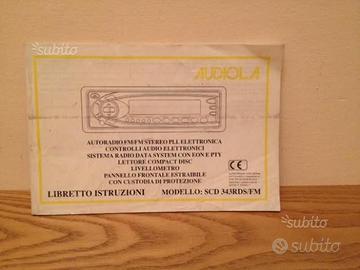 subito
subito
AUDIOLA
AUTORADIO FM/FM STEREO PLL ELETTRONICA
CONTROLLI AUDIO ELETTRONICI
SISTEMA RADIO DATA SYSTEM CON EON E PTY
LETTORE COMPACT DISC
LIVELLOMETRO
PANNELLO FRONTALE ESTRAIBILE
CON CUSTODIA DI PROTEZIONE
CE
LIBRETTO ISTRUZIONI MODELLO: SCD 343RDS/FM
subito
subito